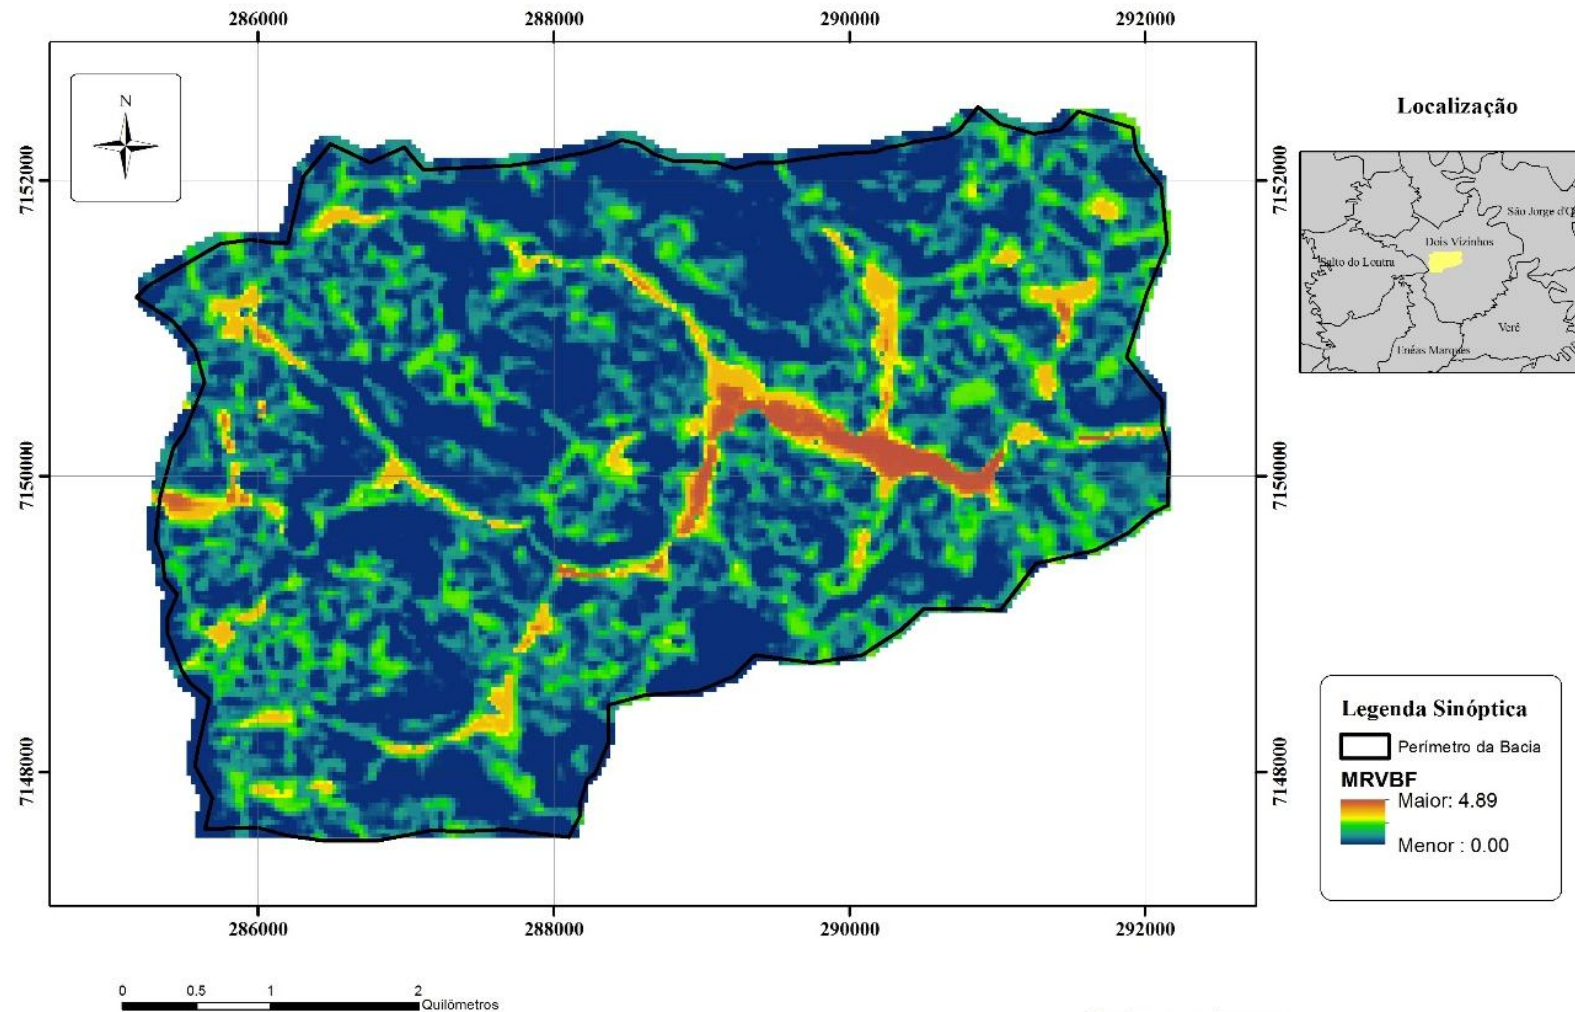 286000 288000 290000 292000
N
7152000
7152000
7150000
7150000
7148000
7148000
Localização
São Jorge d'O
Dois Vizinhos
Salto do Lontra
Verê
Enéas Marques
Legenda Sinóptica
Perímetro da Bacia
MRVBF
Maior: 4.89
Menor : 0.00
286000 288000 290000 292000
0 0.5 1 2
Quilômetros